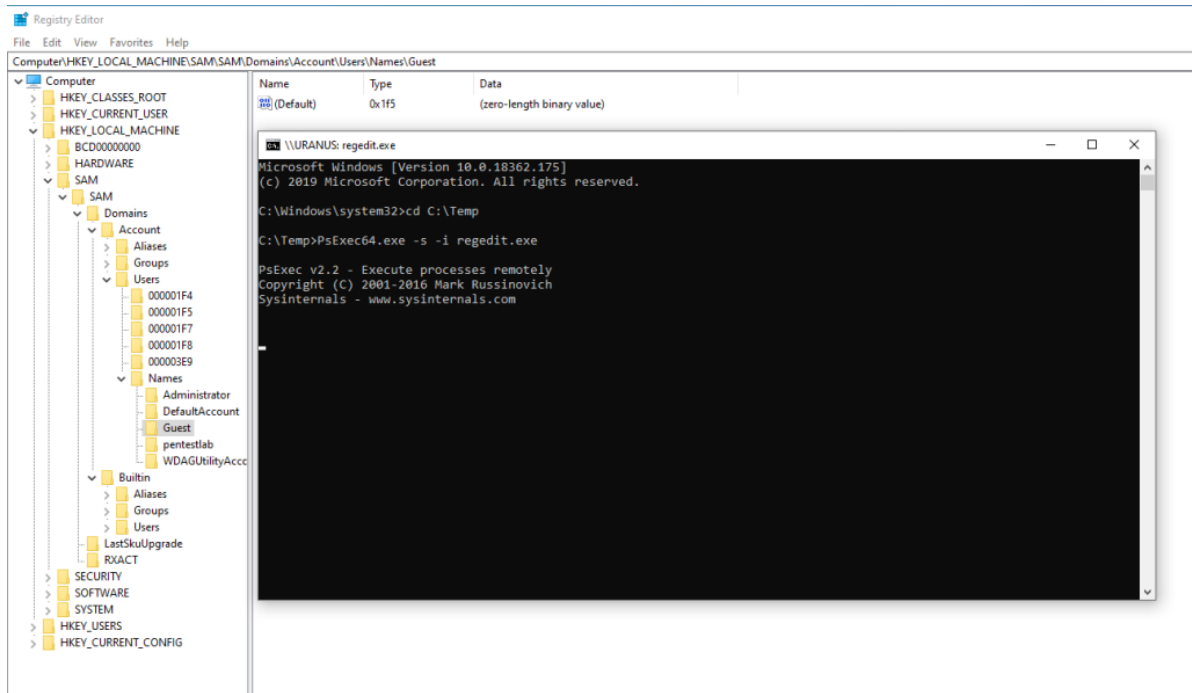 Registry Editor
File Edit View Favorites Help
Computer\HKEY_LOCAL_MACHINE\SAM\SAM\Domains\Account\Users\Names\Guest
Computer
HKEY_CLASSES_ROOT
HKEY_CURRENT_USER
HKEY_LOCAL_MACHINE
BCD00000000
HARDWARE
SAM
SAM
Domains
Account
Aliases
Groups
Users
000001F4
000001F5
000001F7
000001F8
000003E9
Names
Administrator
DefaultAccount
Guest
pentestlab
WDAGUtilityAccc
Builtin
Aliases
Groups
Users
LastSkuUpgrade
RXACT
SECURITY
SOFTWARE
SYSTEM
HKEY_USERS
HKEY_CURRENT_CONFIG
Name Type Data
(Default) 0x1f5 (zero-length binary value)
\\URANUS: regedit.exe
Microsoft Windows [Version 10.0.18362.175]
(c) 2019 Microsoft Corporation. All rights reserved.
C:\Windows\system32>cd C:\Temp
C:\Temp>PsExec64.exe -s -i regedit.exe
PsExec v2.2 - Execute processes remotely
Copyright (C) 2001-2016 Mark Russinovich
Sysinternals - www.sysinternals.com